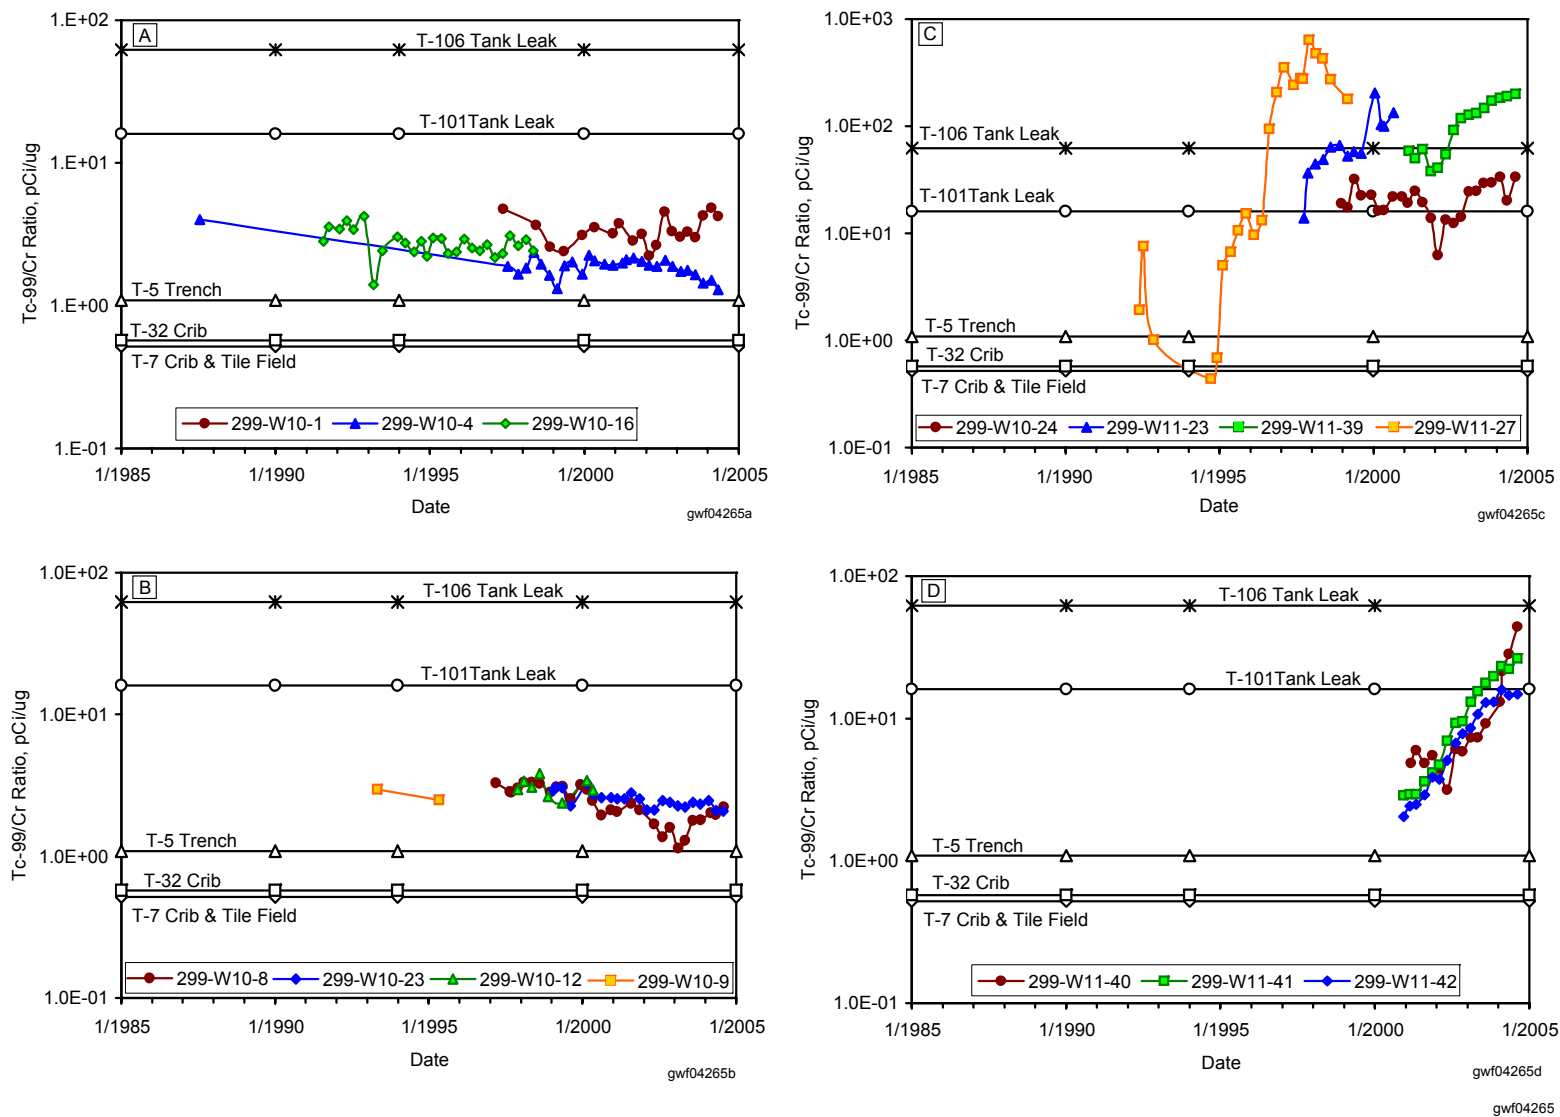 A
1.E+02
T-106 Tank Leak
T-101Tank Leak
1.E+01
Tc-99/Cr Ratio, pCi/ug
T-5 Trench
1.E+00
T-32 Crib
T-7 Crib & Tile Field
299-W10-1 299-W10-4 299-W10-16
1.E-01
1/1985 1/1990 1/1995 1/2000 1/2005
Date
gwf04265a
C
1.0E+03
1.0E+02
T-106 Tank Leak
T-101Tank Leak
1.0E+01
Tc-99/Cr Ratio, pCi/ug
T-5 Trench
1.0E+00
T-32 Crib
T-7 Crib & Tile Field
299-W10-24 299-W11-23 299-W11-39 299-W11-27
1.0E-01
1/1985 1/1990 1/1995 1/2000 1/2005
Date
gwf04265c
B
1.0E+02
T-106 Tank Leak
T-101Tank Leak
1.0E+01
Tc-99/Cr Ratio, pCi/ug
T-5 Trench
1.0E+00
T-32 Crib
T-7 Crib & Tile Field
299-W10-8 299-W10-23 299-W10-12 299-W10-9
1.0E-01
1/1985 1/1990 1/1995 1/2000 1/2005
Date
gwf04265b
D
1.0E+02
T-106 Tank Leak
T-101Tank Leak
1.0E+01
Tc-99/Cr Ratio, pCi/ug
T-5 Trench
1.0E+00
T-32 Crib
T-7 Crib & Tile Field
299-W11-40 299-W11-41 299-W11-42
1.0E-01
1/1985 1/1990 1/1995 1/2000 1/2005
Date
gwf04265d
gwf04265